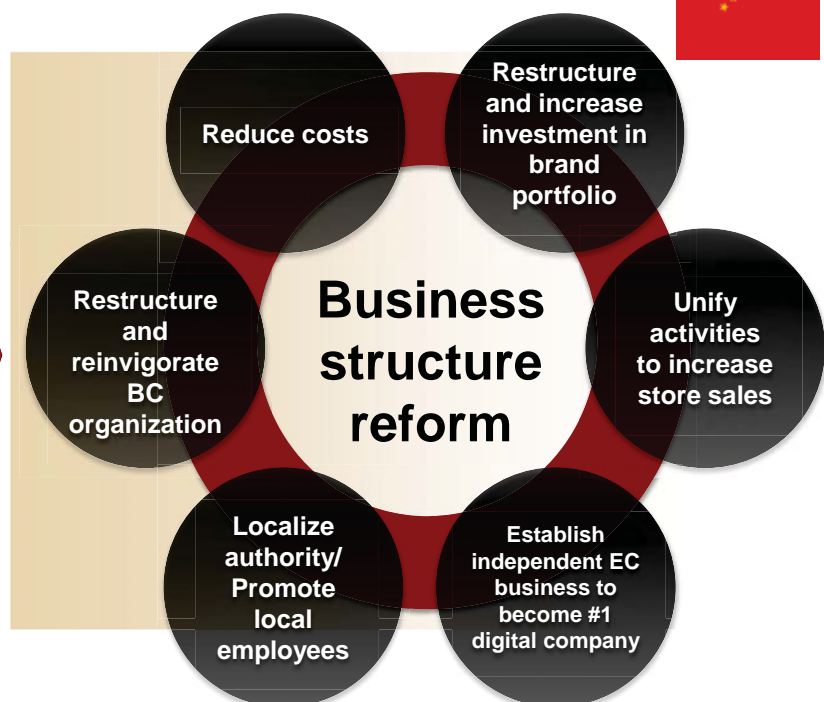 Reduce costs
Restructure
and increase
investment in
brand
portfolio
Restructure
and
reinvigorate
BC
organization
Business
structure
reform
Unify
activities
to increase
store sales
Localize
authority/
Promote
local
employees
Establish
independent EC
business to
become #1
digital company